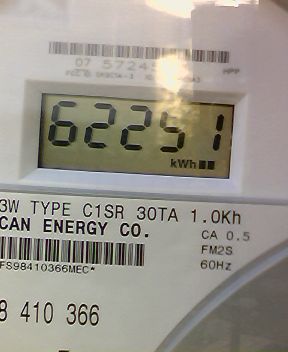 07 5724
62251
kWh
3W TYPE C1SR 30TA 1.0Kh
CAN ENERGY CO.
CA 0.5
FM2S
60Hz
FS98410366MEC*
8 410 366